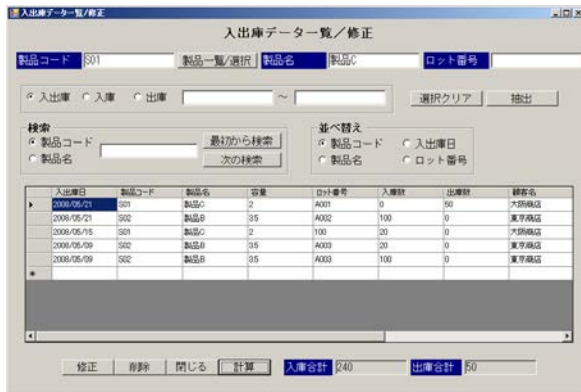 入出庫データ一覧/修正
入出庫データ一覧/修正
製品コード S01 製品一覧/選択 製品名 製品C ロット番号
入出庫 入庫 出庫 ～ 選択クリア 抽出
検索 並べ替え
製品コード 最初から検索 製品コード 入出庫日
製品名 次の検索 製品名 ロット番号
入出庫日 製品コード 製品名 容量 ロット番号 入庫数 出庫数 顧客名
2008/05/21 S01 製品C 2 A001 0 50 大阪商店
2008/05/21 S02 製品B 3.5 A002 100 0 東京商店
2008/05/15 S01 製品C 2 100 20 0 大阪商店
2008/05/09 S02 製品B 3.5 A003 20 0 東京商店
2008/05/09 S02 製品B 3.5 A003 100 0 東京商店
修正 削除 閉じる 計算 入庫合計 240 出庫合計 50